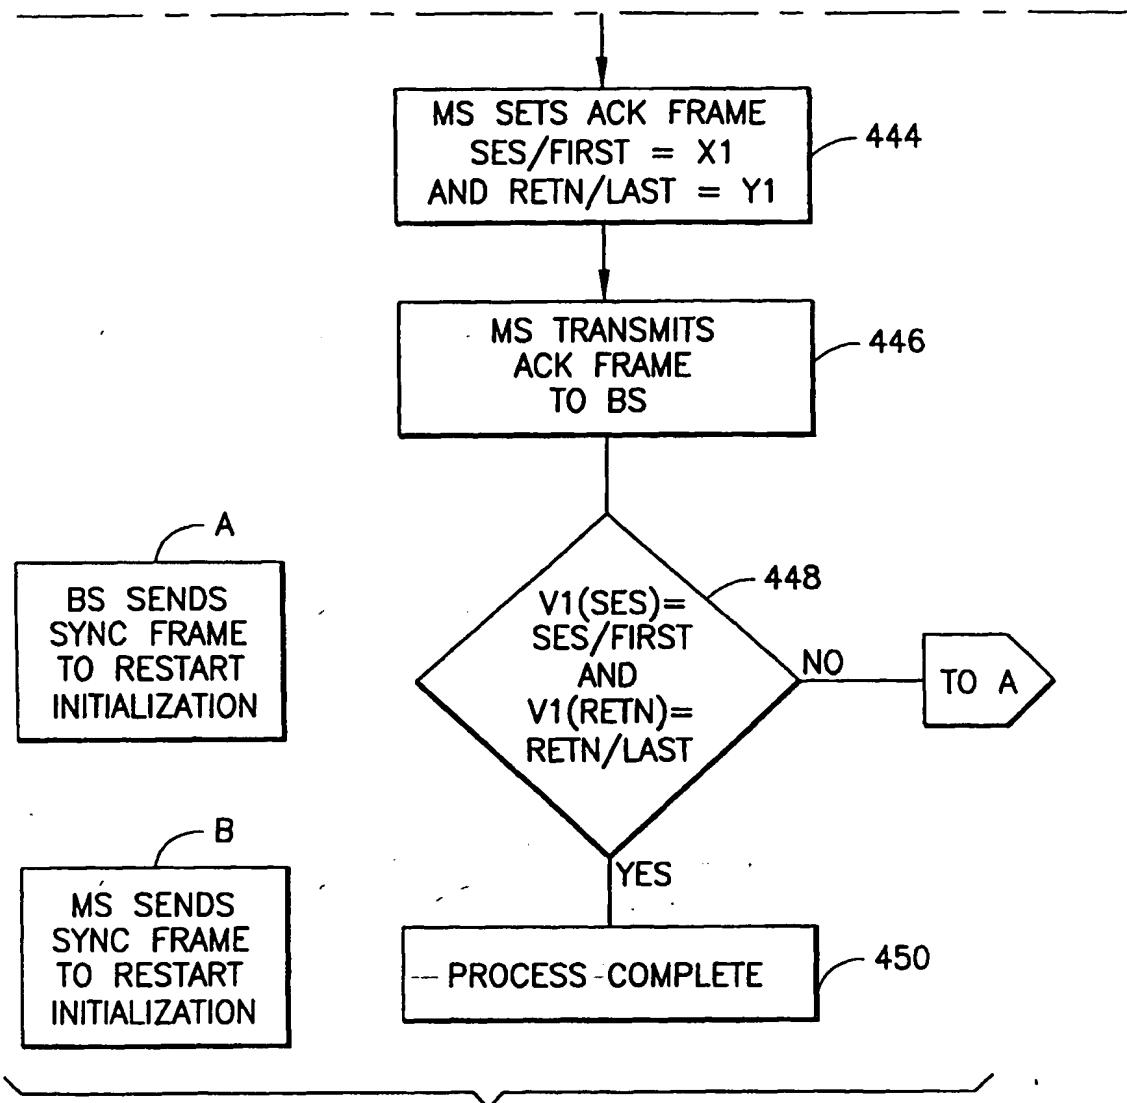 MS SETS ACK FRAME
SES/FIRST = X1
AND RETN/LAST = Y1
444
MS TRANSMITS
ACK FRAME
TO BS
446
A
BS SENDS
SYNC FRAME
TO RESTART
INITIALIZATION
V1(SES)=
SES/FIRST
AND
V1(RETN)=
RETN/LAST
448
NO
TO A
YES
B
MS SENDS
SYNC FRAME
TO RESTART
INITIALIZATION
PROCESS COMPLETE
450